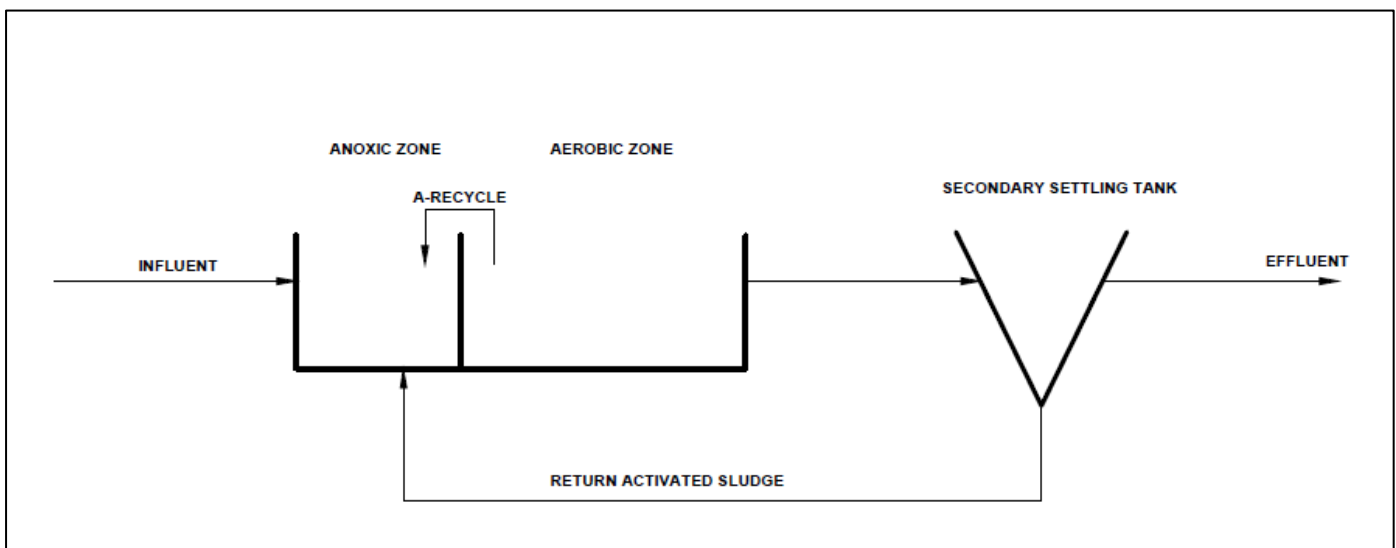 ANOXIC ZONE
AEROBIC ZONE
SECONDARY SETTLING TANK
A-RECYCLE
INFLUENT
EFFLUENT
RETURN ACTIVATED SLUDGE